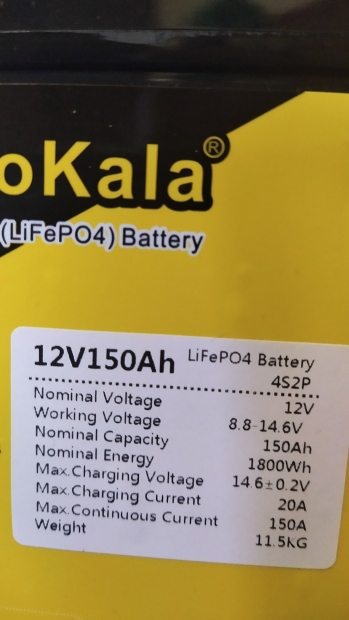 oKala®
(LiFePO4) Battery
12V150Ah LiFePO4 Battery
4S2P
Nominal Voltage 12V
Working Voltage 8.8-14.6V
Nominal Capacity 150Ah
Nominal Energy 1800Wh
Max.Charging Voltage 14.6±0.2V
Max.Charging Current 20A
Max.Continuous Current 150A
Weight 11.5KG